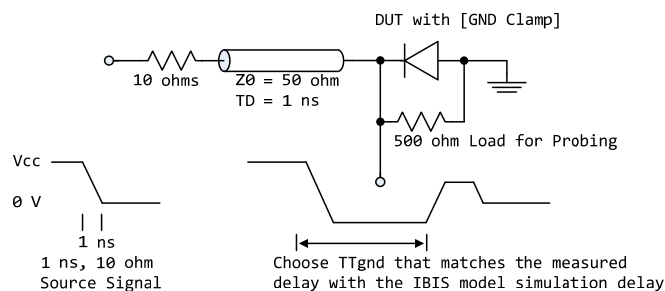 DUT with [GND Clamp]
10 ohms
Z0 = 50 ohm
TD = 1 ns
500 ohm Load for Probing
Vcc
0 V
1 ns
1 ns, 10 ohm
Source Signal
Choose TTgnd that matches the measured
delay with the IBIS model simulation delay